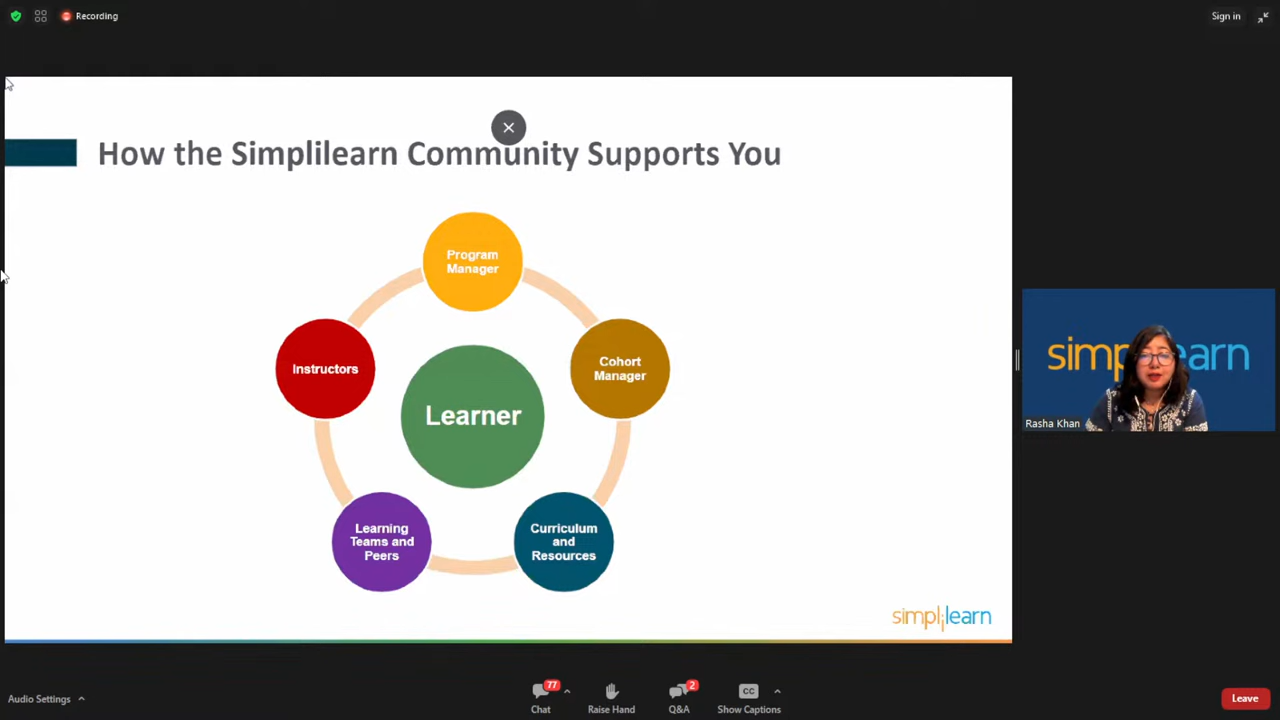 Recording
Sign in
How the Simplilearn Community Supports You
Program
Manager
Instructors
Cohort
Manager
Learner
Learning
Teams and
Peers
Curriculum
and
Resources
simplilearn
Rasha Khan
simplilearn
Audio Settings
77
Chat
Raise Hand
2
Q&A
CC
Show Captions
Leave